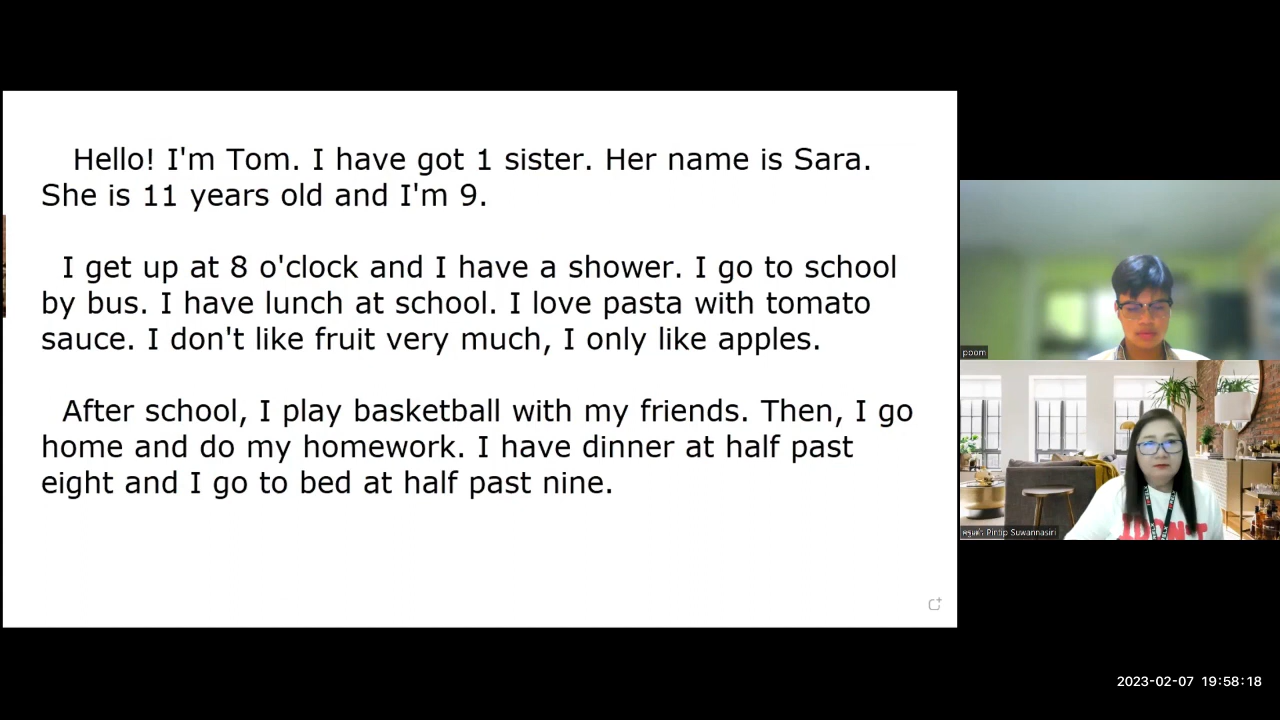 Hello! I'm Tom. I have got 1 sister. Her name is Sara.
She is 11 years old and I'm 9.
I get up at 8 o'clock and I have a shower. I go to school
by bus. I have lunch at school. I love pasta with tomato
sauce. I don't like fruit very much, I only like apples.
After school, I play basketball with my friends. Then, I go
home and do my homework. I have dinner at half past
eight and I go to bed at half past nine.
poom
Pintip Suwannasiri
2023-02-07 19:58:18